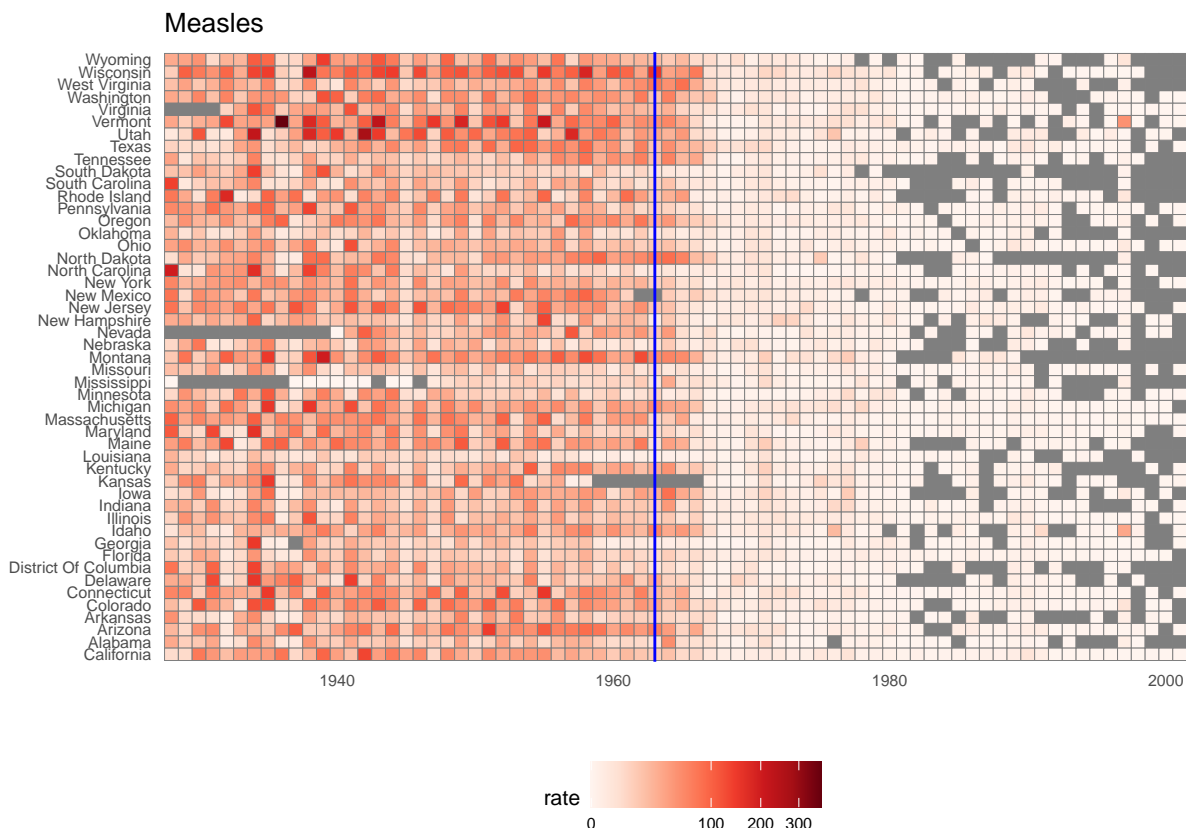 Measles
Wyoming
Wisconsin
West Virginia
Washington
Virginia
Vermont
Utah
Texas
Tennessee
South Dakota
South Carolina
Rhode Island
Pennsylvania
Oregon
Oklahoma
Ohio
North Dakota
North Carolina
New York
New Mexico
New Jersey
New Hampshire
Nevada
Nebraska
Montana
Missouri
Mississippi
Minnesota
Michigan
Massachusetts
Maryland
Maine
Louisiana
Kentucky
Kansas
Iowa
Indiana
Illinois
Idaho
Georgia
Florida
District Of Columbia
Delaware
Connecticut
Colorado
Arkansas
Arizona
Alabama
California
1940 1960 1980 2000
rate
0 100 200 300